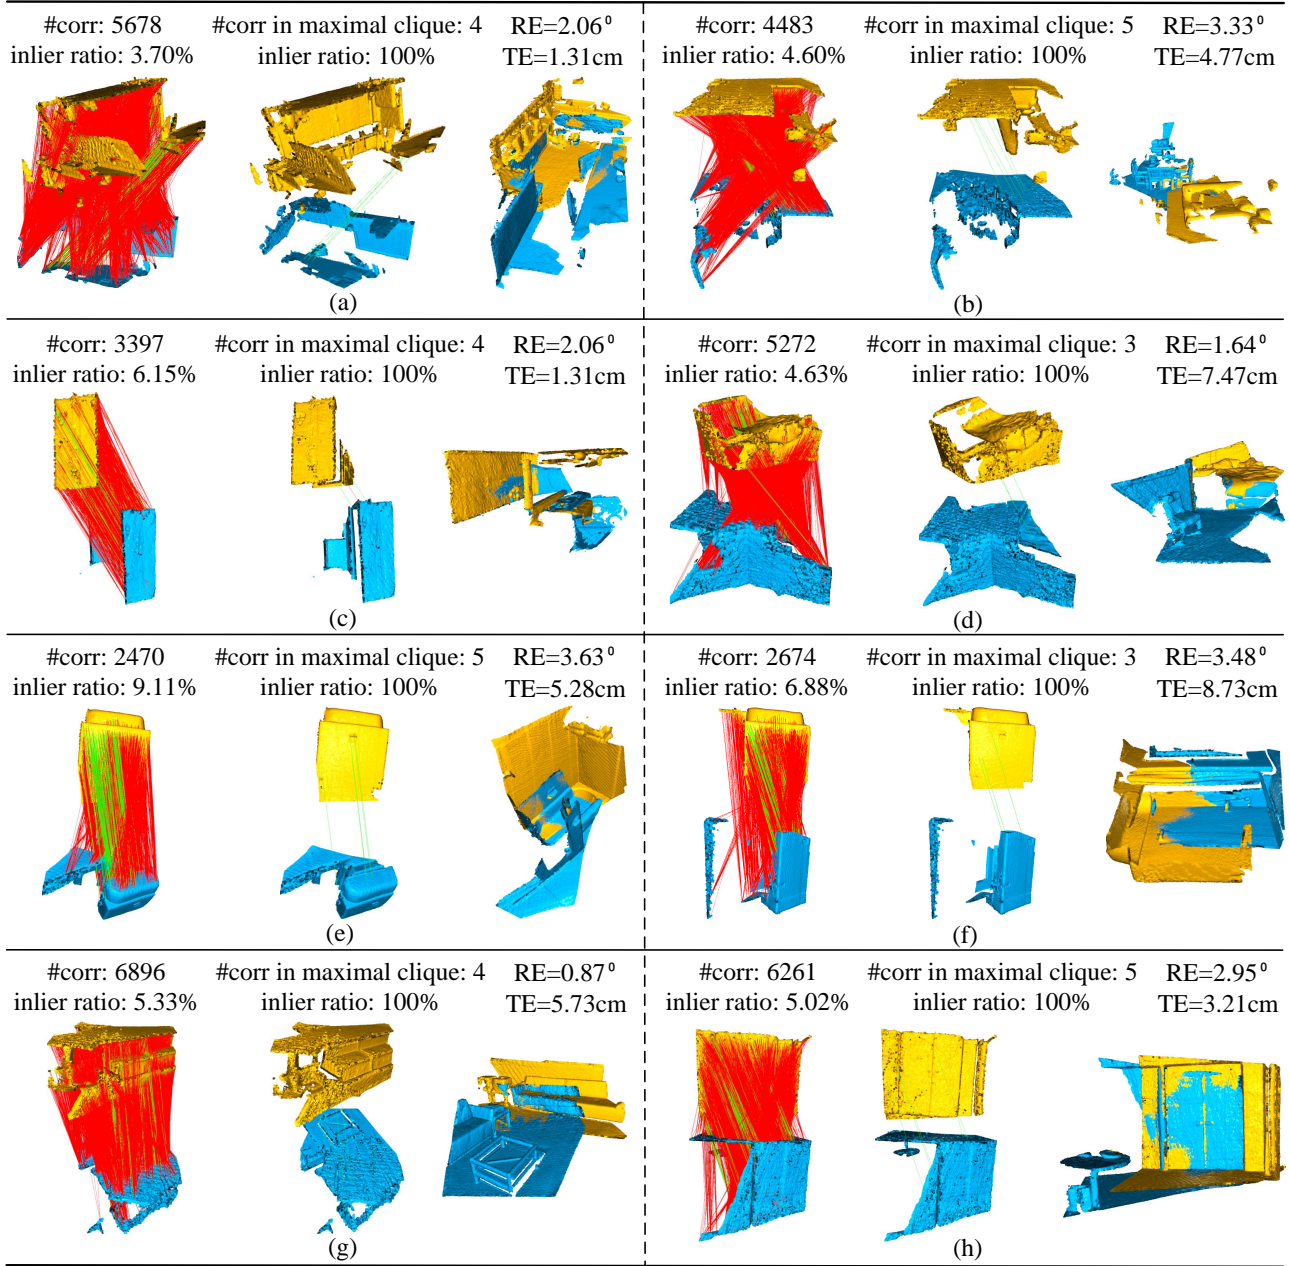 #corr: 5678 #corr in maximal clique: 4 RE=2.06⁰
inlier ratio: 3.70% inlier ratio: 100% TE=1.31cm
(a)
#corr: 4483 #corr in maximal clique: 5 RE=3.33⁰
inlier ratio: 4.60% inlier ratio: 100% TE=4.77cm
(b)
#corr: 3397 #corr in maximal clique: 4 RE=2.06⁰
inlier ratio: 6.15% inlier ratio: 100% TE=1.31cm
(c)
#corr: 5272 #corr in maximal clique: 3 RE=1.64⁰
inlier ratio: 4.63% inlier ratio: 100% TE=7.47cm
(d)
#corr: 2470 #corr in maximal clique: 5 RE=3.63⁰
inlier ratio: 9.11% inlier ratio: 100% TE=5.28cm
(e)
#corr: 2674 #corr in maximal clique: 3 RE=3.48⁰
inlier ratio: 6.88% inlier ratio: 100% TE=8.73cm
(f)
#corr: 6896 #corr in maximal clique: 4 RE=0.87⁰
inlier ratio: 5.33% inlier ratio: 100% TE=5.73cm
(g)
#corr: 6261 #corr in maximal clique: 5 RE=2.95⁰
inlier ratio: 5.02% inlier ratio: 100% TE=3.21cm
(h)